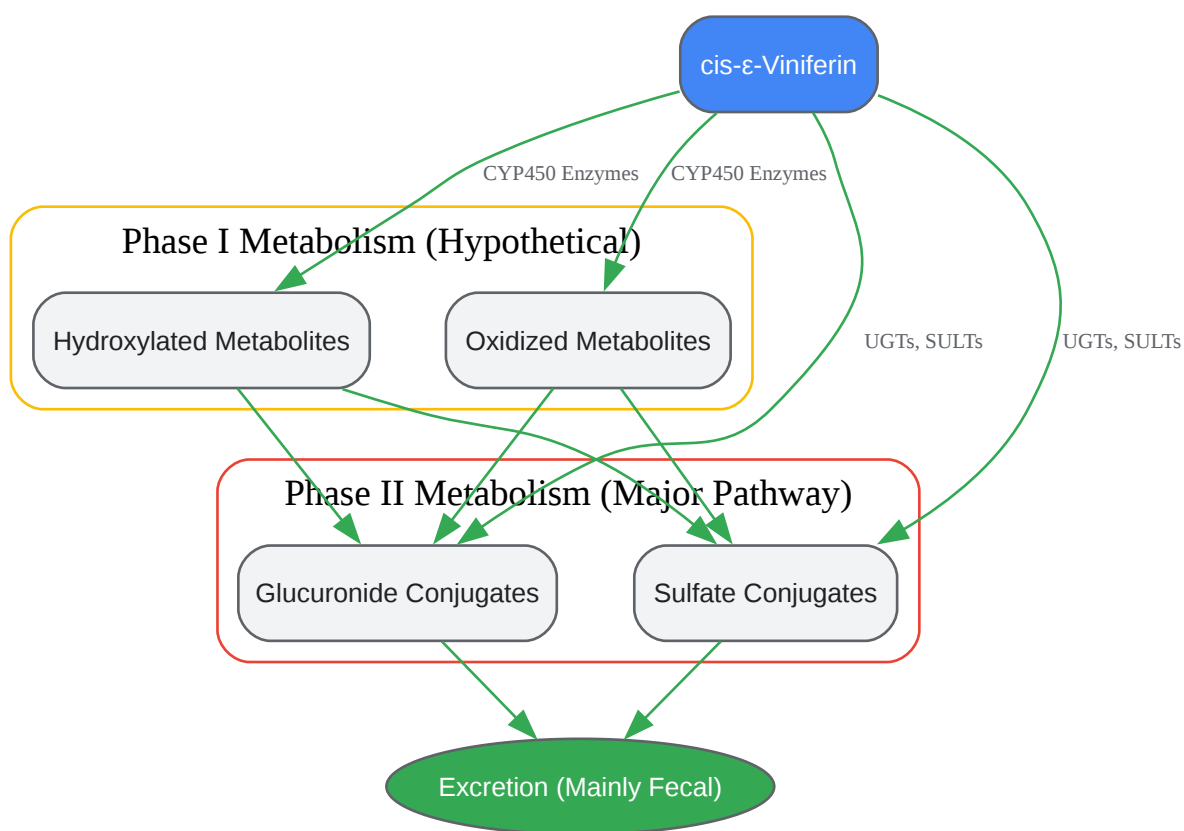 cis-ε-Viniferin
CYP450 Enzymes
CYP450 Enzymes
Phase I Metabolism (Hypothetical)
Hydroxylated Metabolites
Oxidized Metabolites
UGTs, SULTs
UGTs, SULTs
Phase II Metabolism (Major Pathway)
Glucuronide Conjugates
Sulfate Conjugates
Excretion (Mainly Fecal)